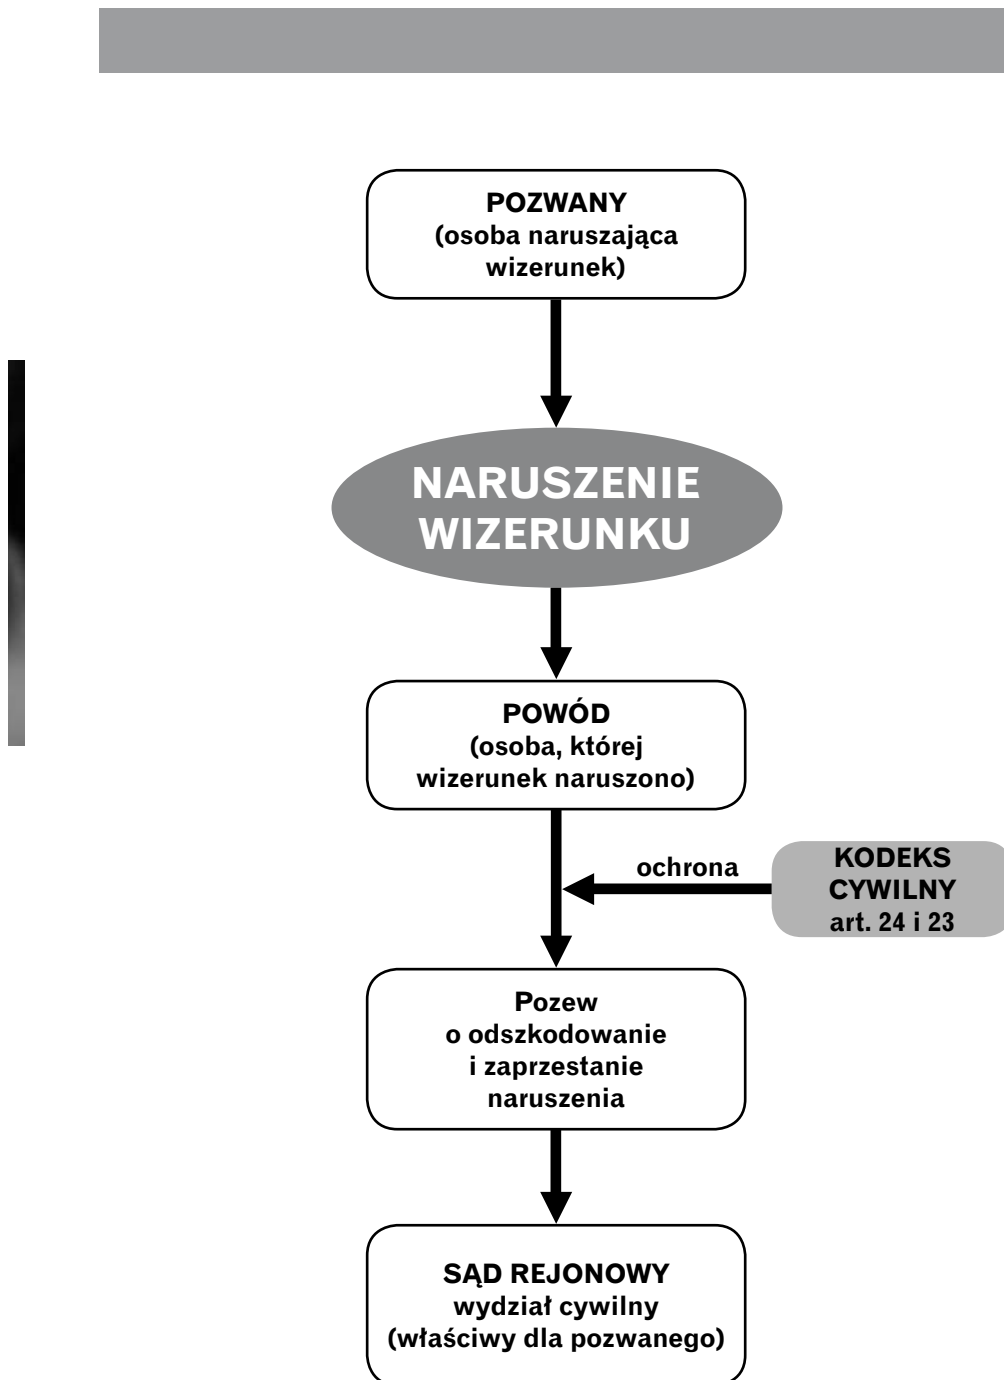 POZWANY
(osoba naruszająca
wizerunek)
NARUSZENIE
WIZERUNKU
POWÓD
(osoba, której
wizerunek naruszono)
ochrona
KODEKS
CYWILNY
art. 24 i 23
Pozew
o odszkodowanie
i zaprzestanie
naruszenia
SĄD REJONOWY
wydział cywilny
(właściwy dla pozwanego)